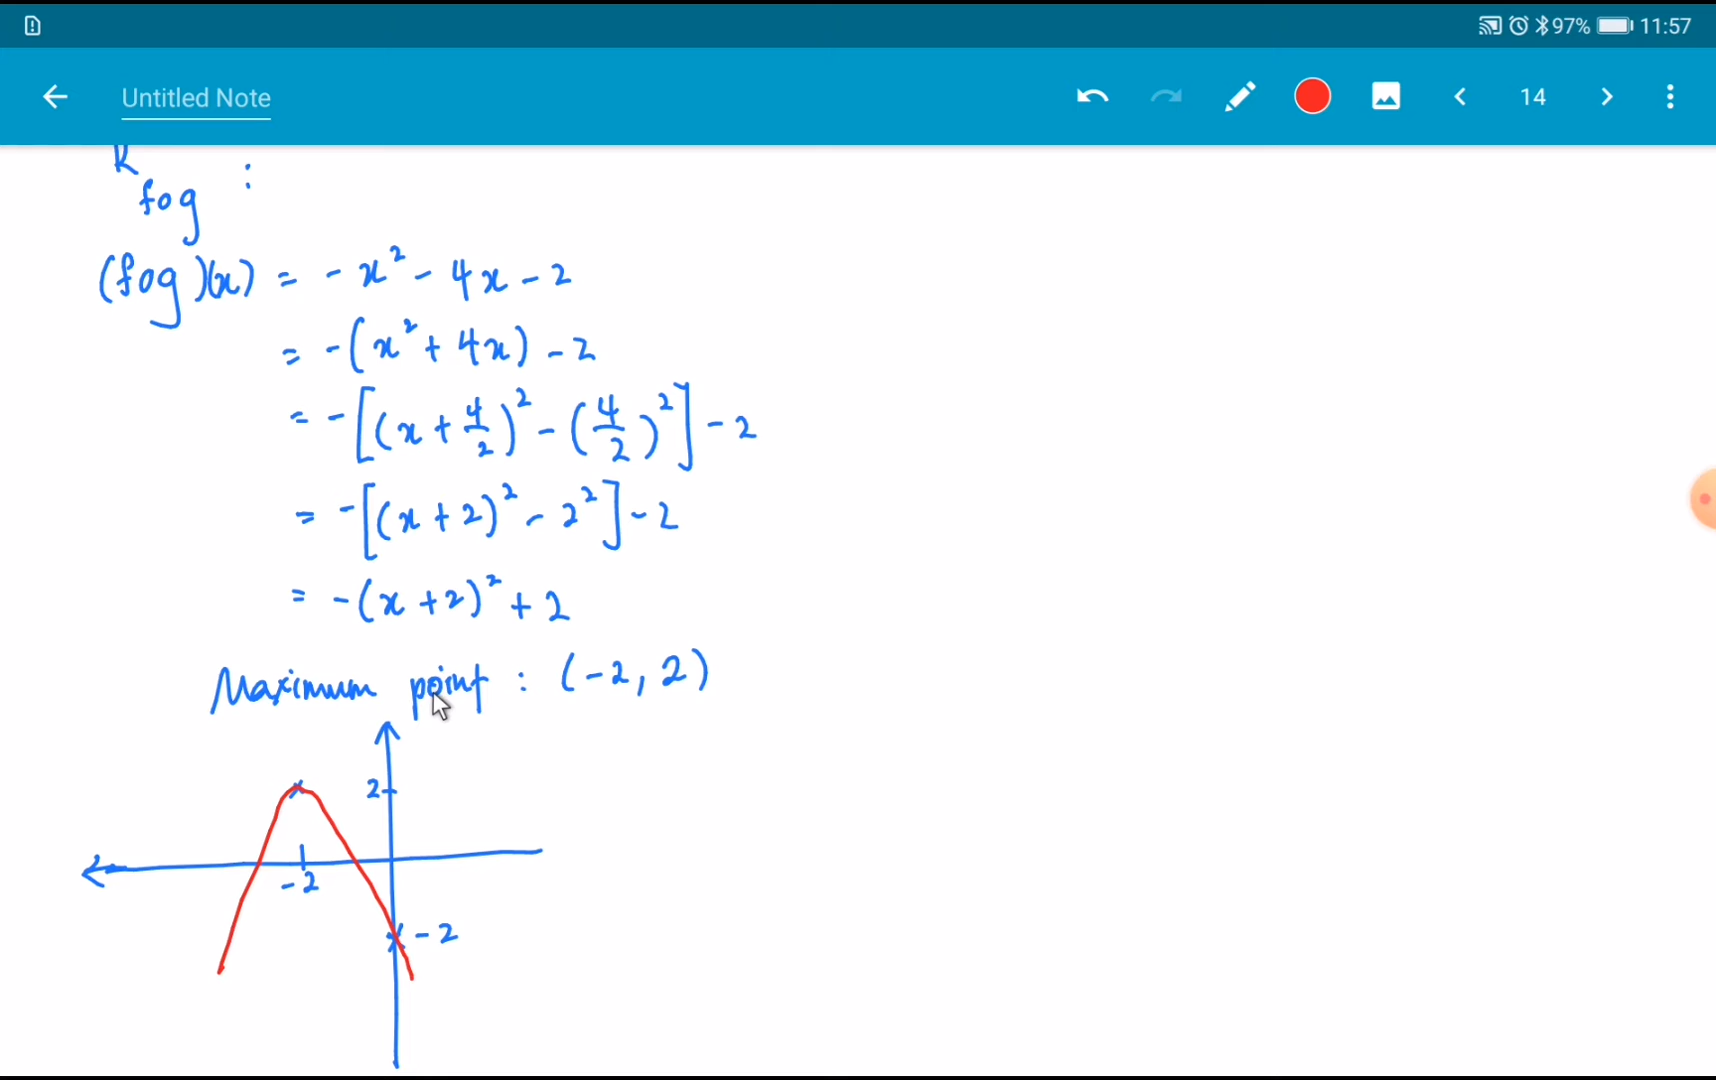 97% 11:57
Untitled Note
14
R
fog :
(fog)(x) = -x² - 4x - 2
= -(x² + 4x) - 2
= -[(x + 4/2)² - (4/2)²] - 2
= -[(x + 2)² - 2²] - 2
= -(x + 2)² + 2
Maximum point : (-2, 2)
2
-2
-2